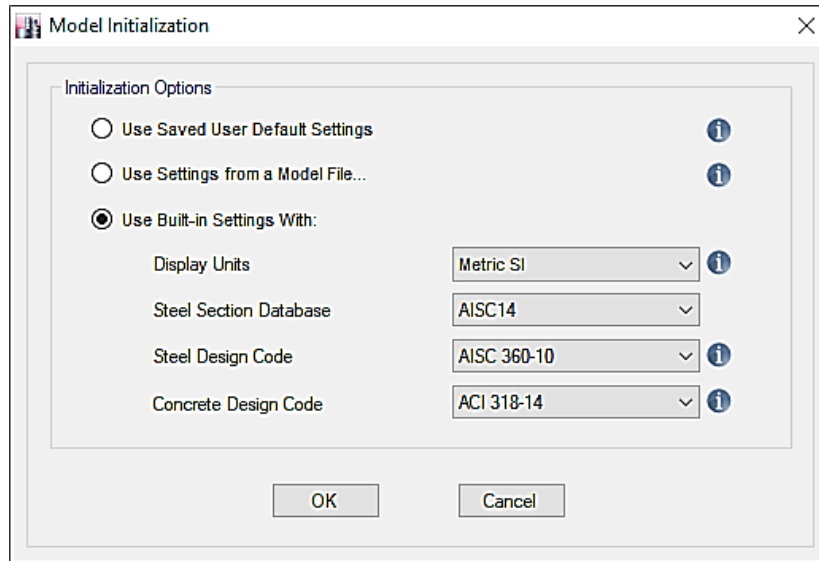 Model Initialization
Initialization Options
Use Saved User Default Settings
Use Settings from a Model File...
Use Built-in Settings With:
Display Units Metric SI
Steel Section Database AISC14
Steel Design Code AISC 360-10
Concrete Design Code ACI 318-14
OK Cancel